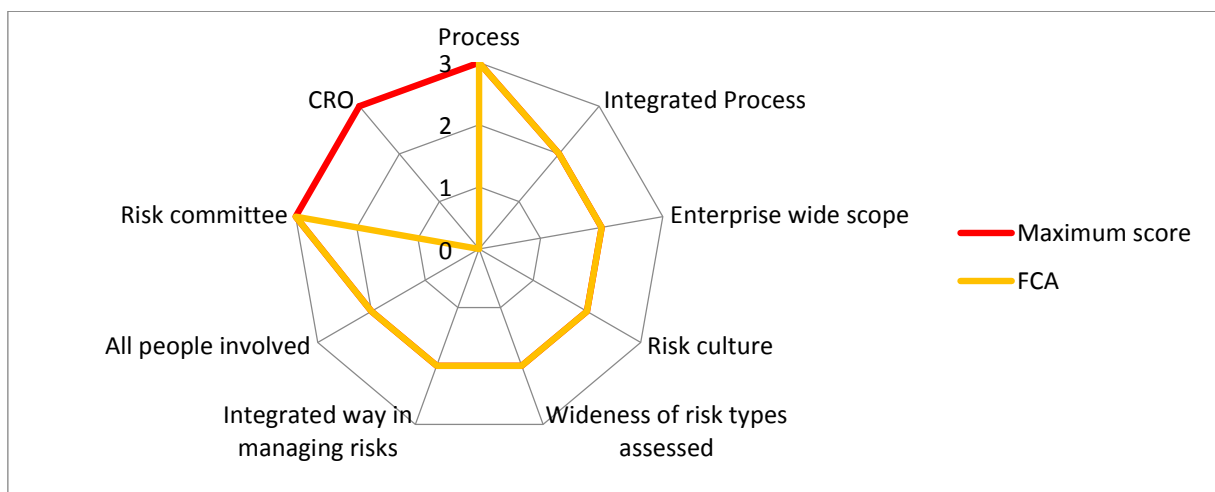 Process
3
2
1
0
Integrated Process
Enterprise wide scope
Risk culture
Wideness of risk types
assessed
Integrated way in
managing risks
All people involved
Risk committee
CRO
Maximum score
FCA